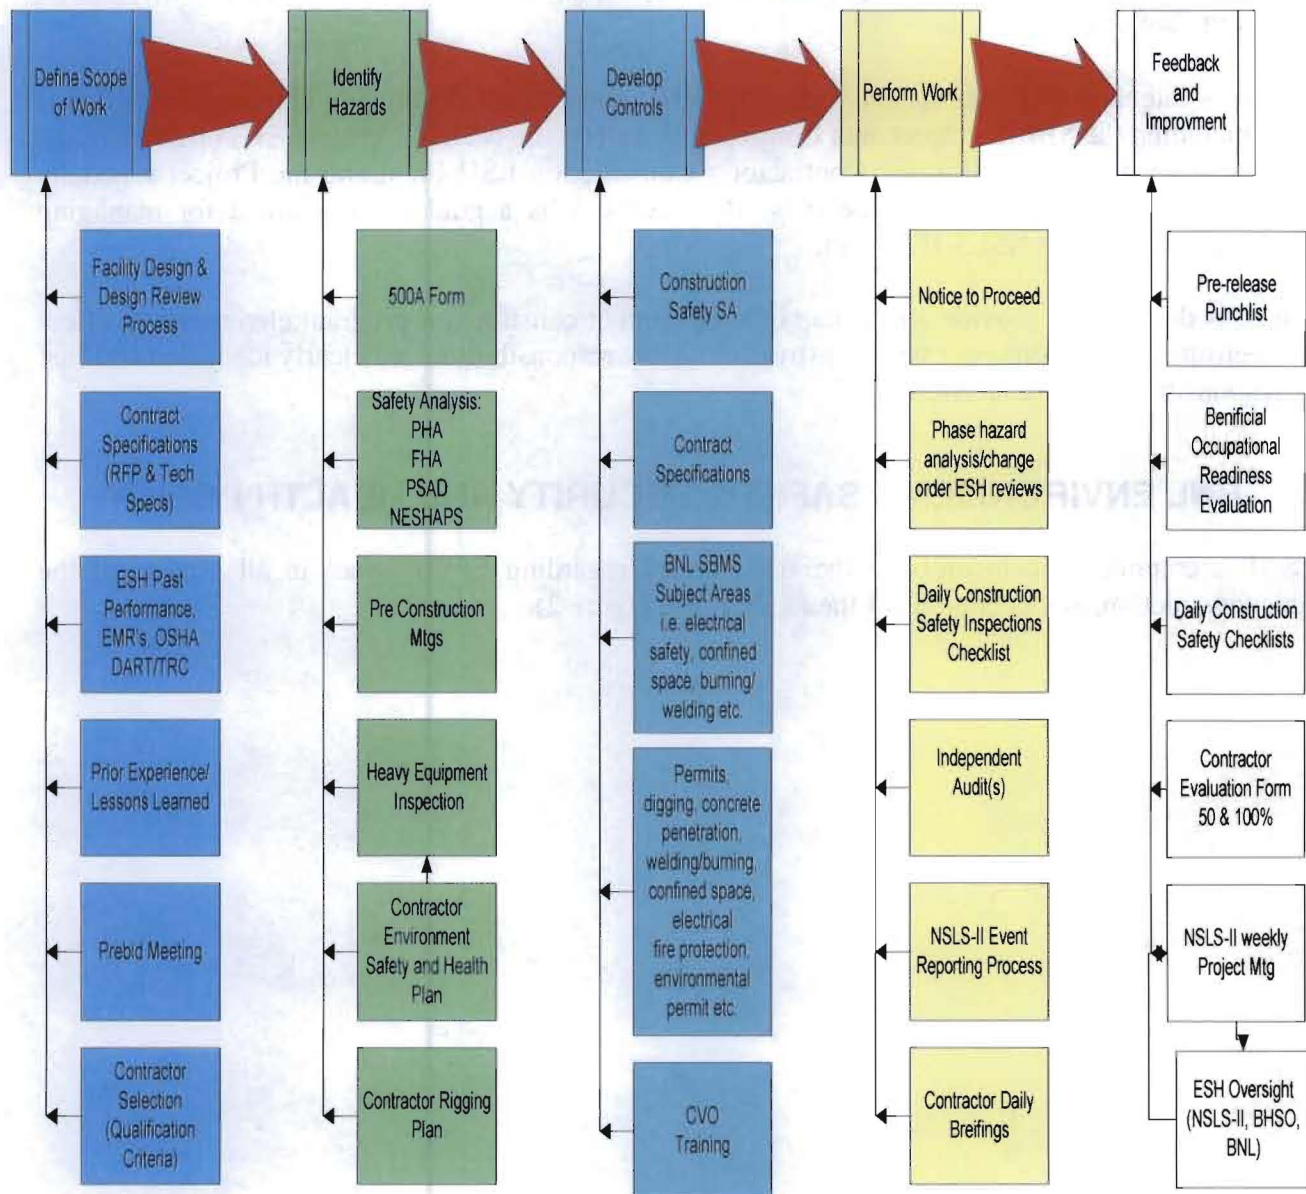 Define Scope
of Work
Identify
Hazards
Develop
Controls
Perform Work
Feedback
and
Improvment
Facility Design &
Design Review
Process
Contract
Specifications
(RFP & Tech
Specs)
ESH Past
Performance,
EMR's, OSHA
DART/TRC
Prior Experience/
Lessons Learned
Prebid Meeting
Contractor
Selection
(Qualification
Criteria)
500A Form
Safety Analysis:
PHA
FHA
PSAD
NESHAPS
Pre Construction
Mtgs
Heavy Equipment
Inspection
Contractor
Environment
Safety and Health
Plan
Contractor Rigging
Plan
Construction
Safety SA
Contract
Specifications
BNL SBMS
Subject Areas
i.e. electrical
safety, confined
space, burning/
welding etc.
Permits,
digging, concrete
penetration,
welding/burning,
confined space,
electrical
fire protection,
environmental
permit etc.
CVO
Training
Notice to Proceed
Phase hazard
analysis/change
order ESH reviews
Daily Construction
Safety Inspections
Checklist
Independent
Audit(s)
NSLS-II Event
Reporting Process
Contractor Daily
Breifings
Pre-release
Punchlist
Benificial
Occupational
Readiness
Evaluation
Daily Construction
Safety Checklists
Contractor
Evaluation Form
50 & 100%
NSLS-II weekly
Project Mtg
ESH Oversight
(NSLS-II, BHSO,
BNL)